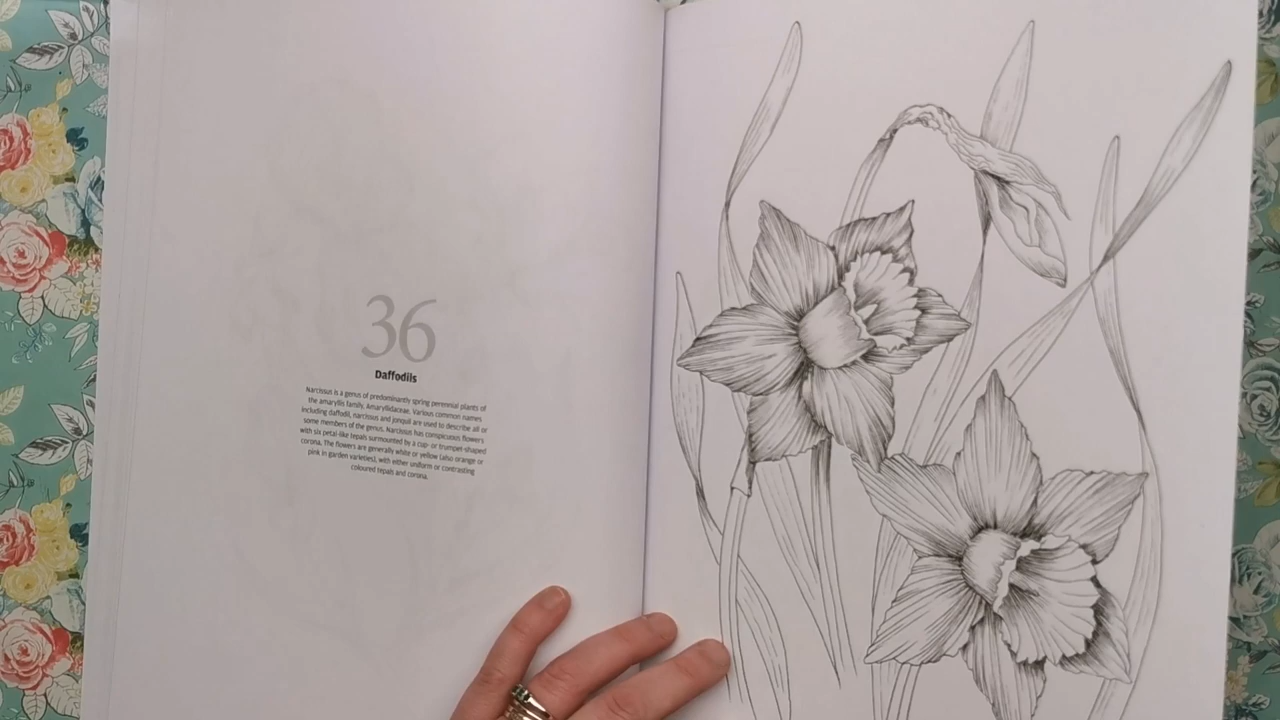 36
Daffodils
Narcissus is a genus of predominantly spring perennial plants of
the amaryllis family, Amaryllidaceae. Various common names
including daffodil, narcissus and jonquil are used to describe all or
some members of the genus. Narcissus has conspicuous flowers
with six petal-like tepals surmounted by a cup- or trumpet-shaped
corona. The flowers are generally white or yellow (also orange or
pink in garden varieties), with either uniform or contrasting
coloured tepals and corona.